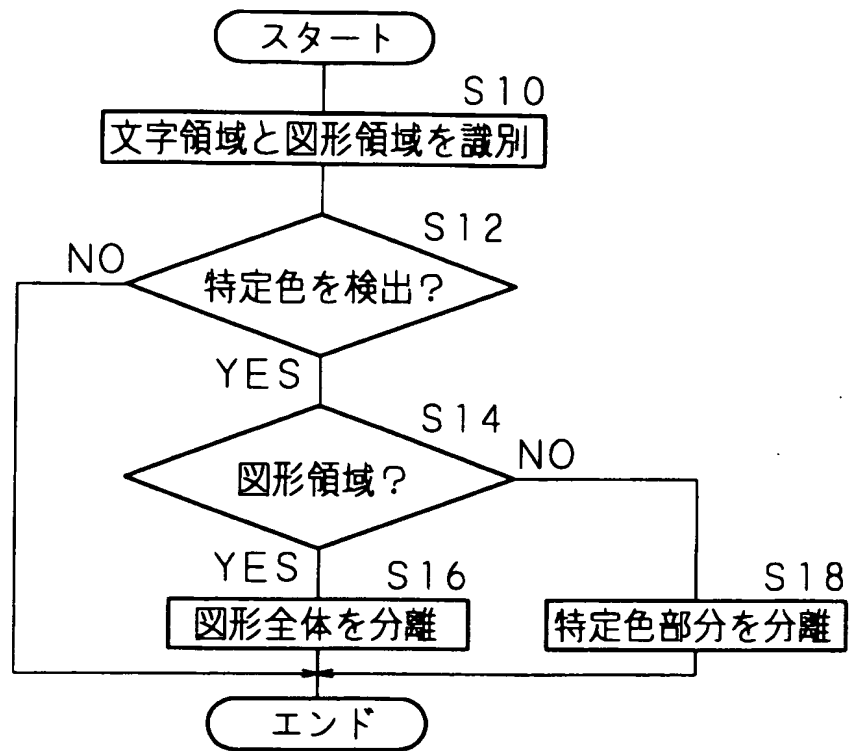 スタート
S10
文字領域と図形領域を識別
S12
NO
特定色を検出?
YES
S14
NO
図形領域?
YES
S16
S18
図形全体を分離
特定色部分を分離
エンド